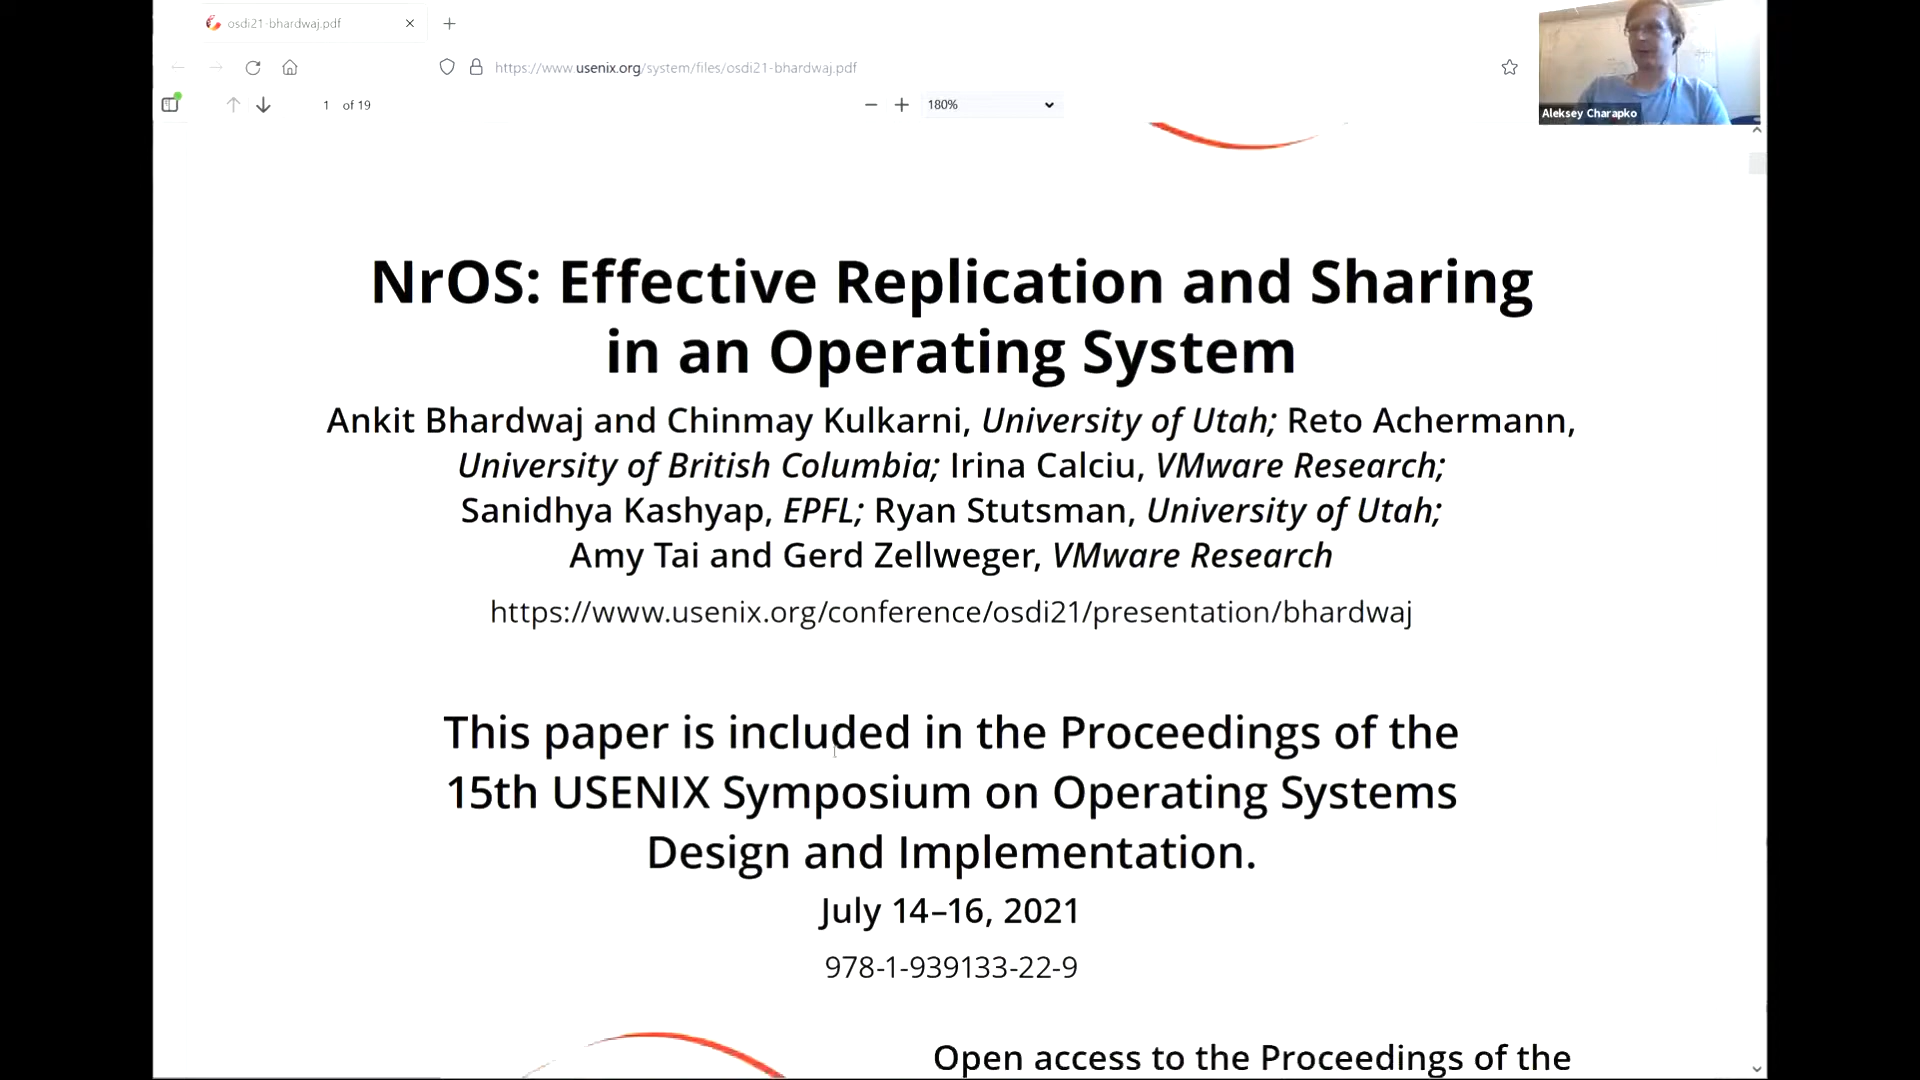 osdi21-bhardwaj.pdf
https://www.usenix.org/system/files/osdi21-bhardwaj.pdf
1 of 19
180%
Aleksey Charapko
NrOS: Effective Replication and Sharing
in an Operating System
Ankit Bhardwaj and Chinmay Kulkarni, University of Utah; Reto Achermann,
University of British Columbia; Irina Calciu, VMware Research;
Sanidhya Kashyap, EPFL; Ryan Stutsman, University of Utah;
Amy Tai and Gerd Zellweger, VMware Research
https://www.usenix.org/conference/osdi21/presentation/bhardwaj
This paper is included in the Proceedings of the
15th USENIX Symposium on Operating Systems
Design and Implementation.
July 14–16, 2021
978-1-939133-22-9
Open access to the Proceedings of the